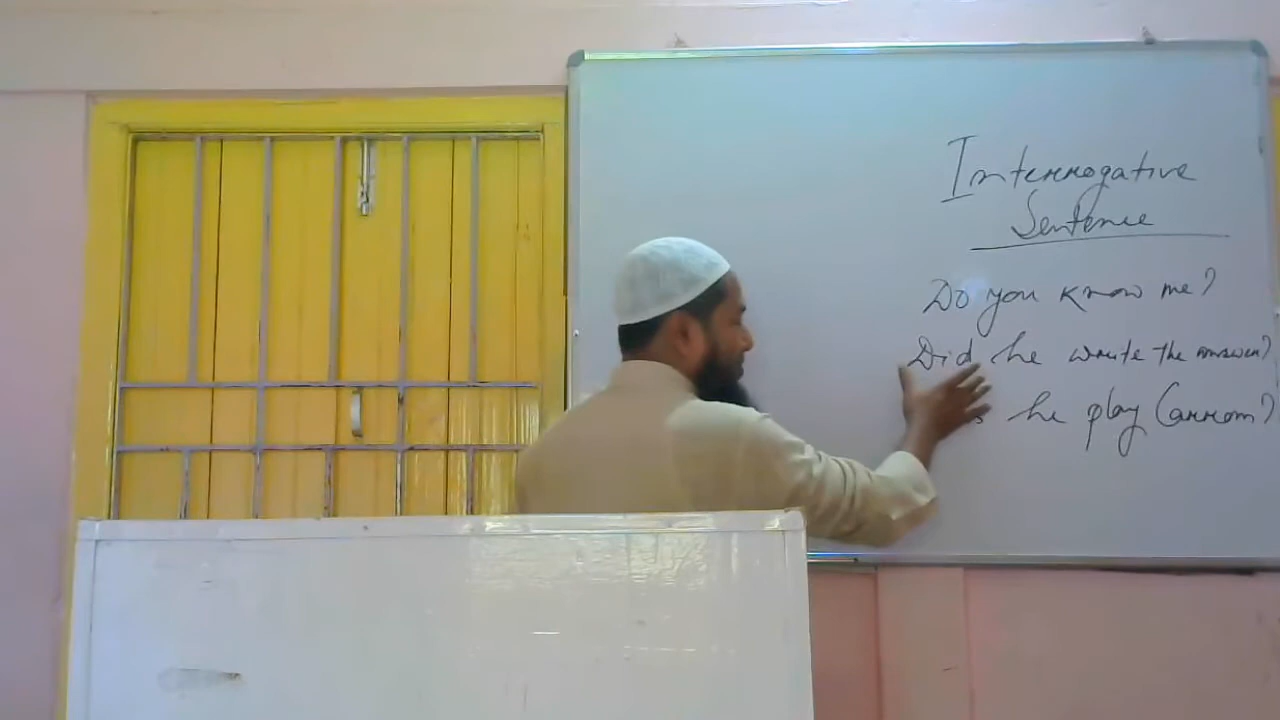 Interrogative
Sentence
Do you know me?
Did he write the answer?
he play Carrom?